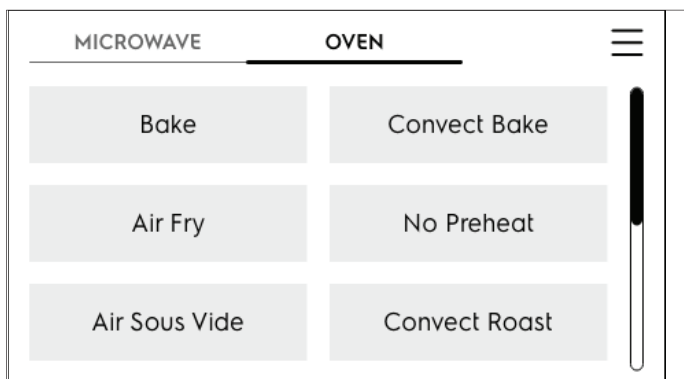 MICROWAVE OVEN
Bake Convect Bake
Air Fry No Preheat
Air Sous Vide Convect Roast